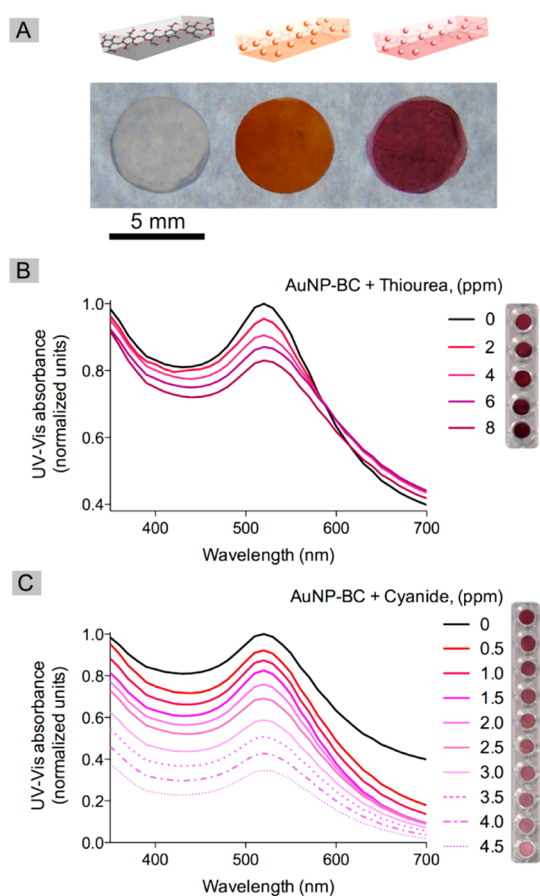 A
5 mm
B
AuNP-BC + Thiourea, (ppm)
1.0
0.8
0.6
0.4
400
500
600
700
UV-Vis absorbance
(normalized units)
Wavelength (nm)
0
2
4
6
8
C
AuNP-BC + Cyanide, (ppm)
1.0
0.8
0.6
0.4
0.2
0.0
400
500
600
700
UV-Vis absorbance
(normalized units)
Wavelength (nm)
0
0.5
1.0
1.5
2.0
2.5
3.0
3.5
4.0
4.5